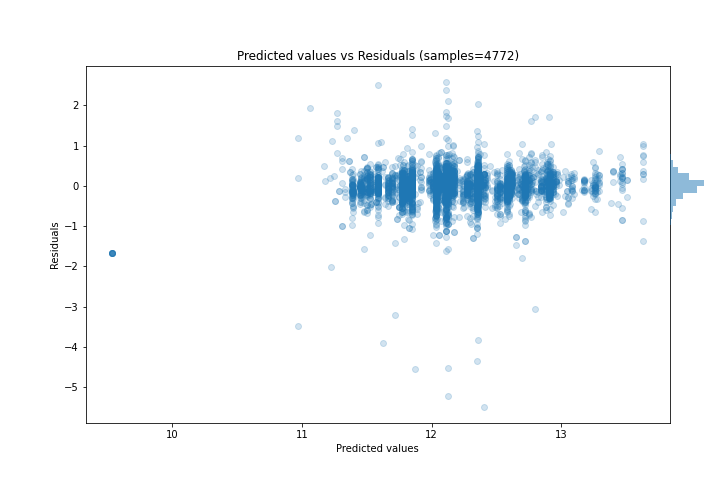 Predicted values vs Residuals (samples=4772)
2
1
0
−1
−2
−3
−4
−5
Residuals
10 11 12 13
Predicted values